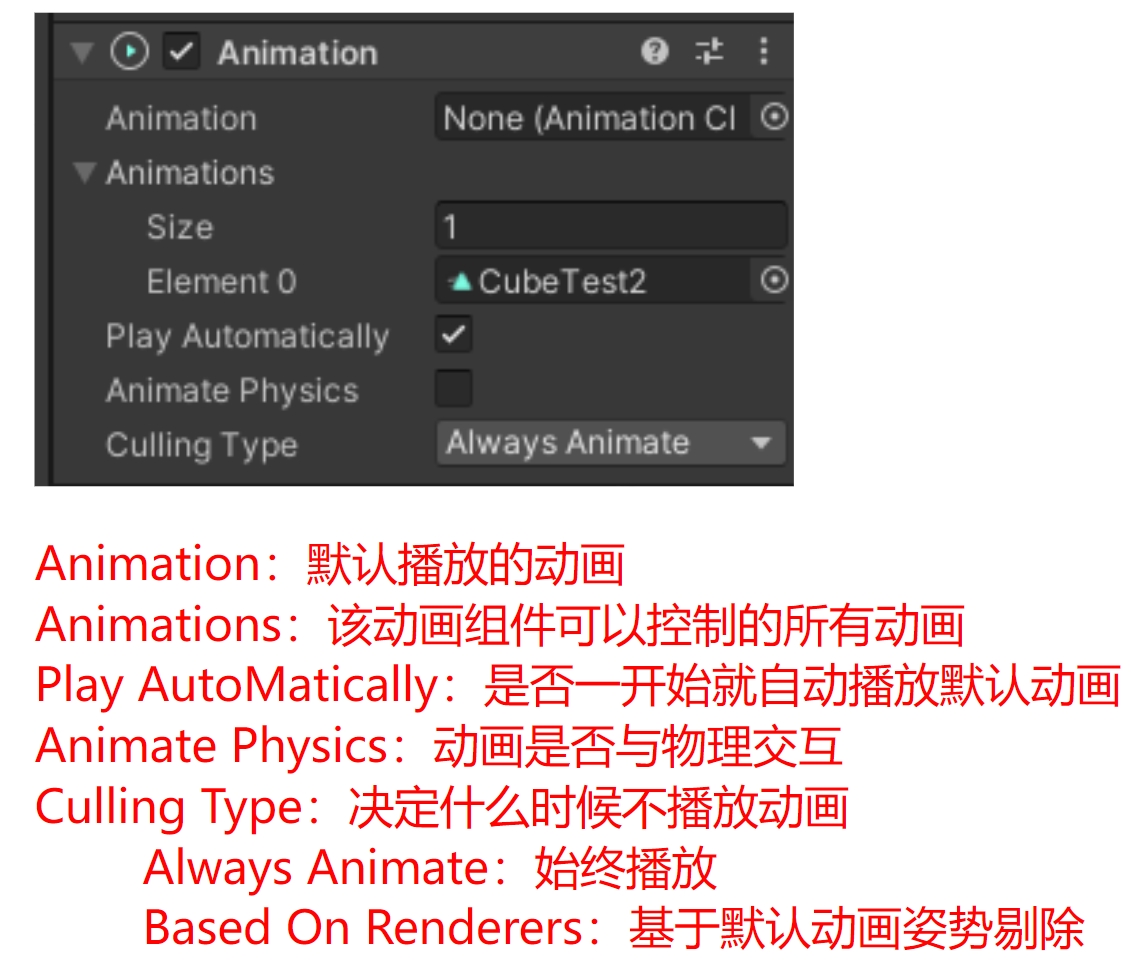 Animation
Animation None (Animation Cl
Animations
Size 1
Element 0 CubeTest2
Play Automatically
Animate Physics
Culling Type Always Animate
Animation：默认播放的动画
Animations：该动画组件可以控制的所有动画
Play AutoMatically：是否一开始就自动播放默认动画
Animate Physics：动画是否与物理交互
Culling Type：决定什么时候不播放动画
Always Animate：始终播放
Based On Renderers：基于默认动画姿势剔除